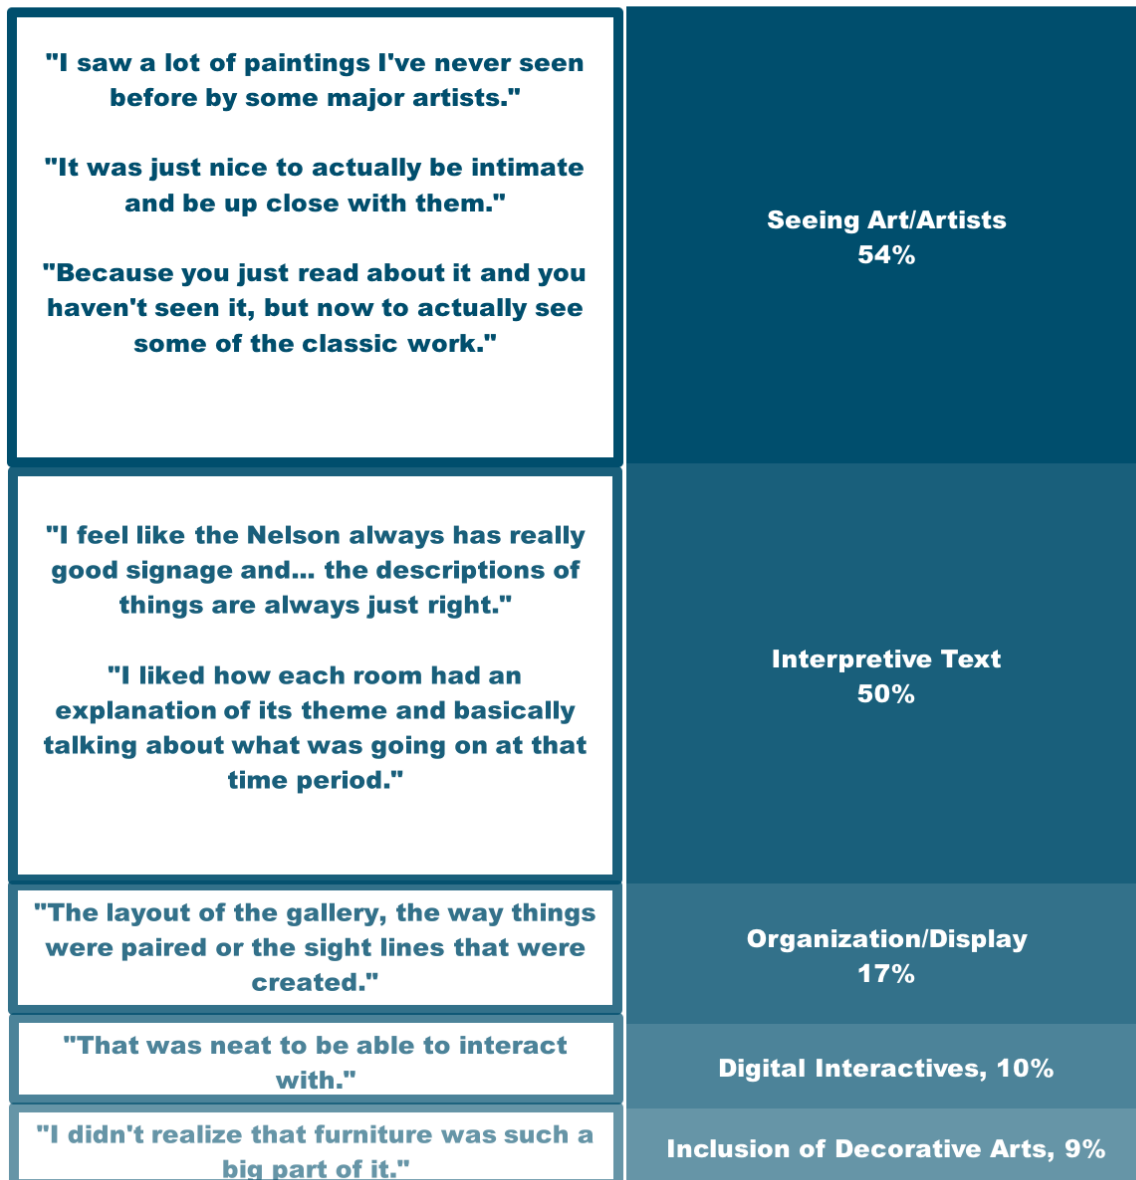 "I saw a lot of paintings I've never seen
before by some major artists."
"It was just nice to actually be intimate
and be up close with them."
"Because you just read about it and you
haven't seen it, but now to actually see
some of the classic work."
Seeing Art/Artists
54%
"I feel like the Nelson always has really
good signage and... the descriptions of
things are always just right."
"I liked how each room had an
explanation of its theme and basically
talking about what was going on at that
time period."
Interpretive Text
50%
"The layout of the gallery, the way things
were paired or the sight lines that were
created."
Organization/Display
17%
"That was neat to be able to interact
with."
Digital Interactives, 10%
"I didn't realize that furniture was such a
big part of it."
Inclusion of Decorative Arts, 9%